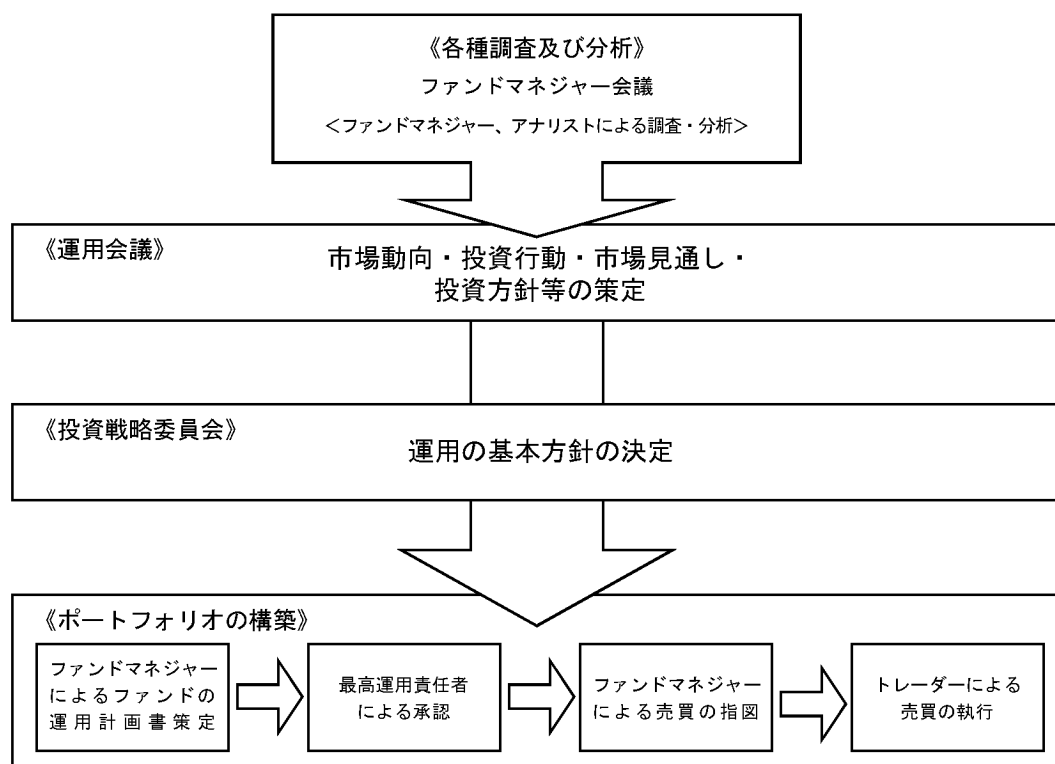 《各種調査及び分析》
ファンドマネジャー会議
＜ファンドマネジャー、アナリストによる調査・分析＞
《運用会議》
市場動向・投資行動・市場見通し・
投資方針等の策定
《投資戦略委員会》
運用の基本方針の決定
《ポートフォリオの構築》
ファンドマネジャー
によるファンドの
運用計画書策定
最高運用責任者
による承認
ファンドマネジャー
による売買の指図
トレーダーによる
売買の執行